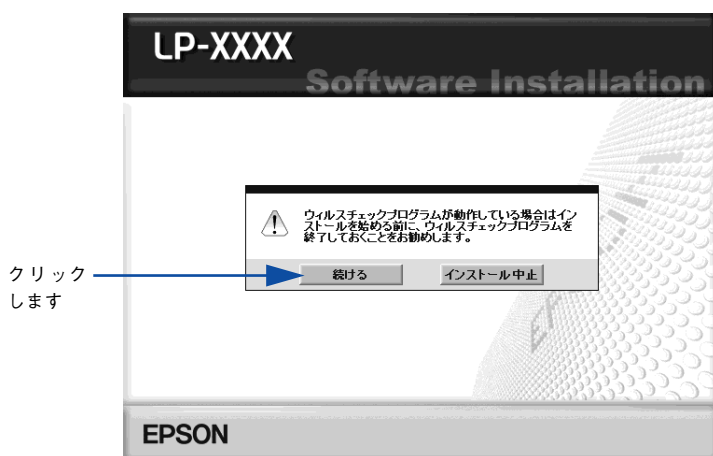 LP-XXXX
Software Installation
ウィルスチェックプログラムが動作している場合はイン
ストールを始める前に、ウィルスチェックプログラムを
終了しておくことをお勧めします。
クリック
します
続ける
インストール中止
EPSON